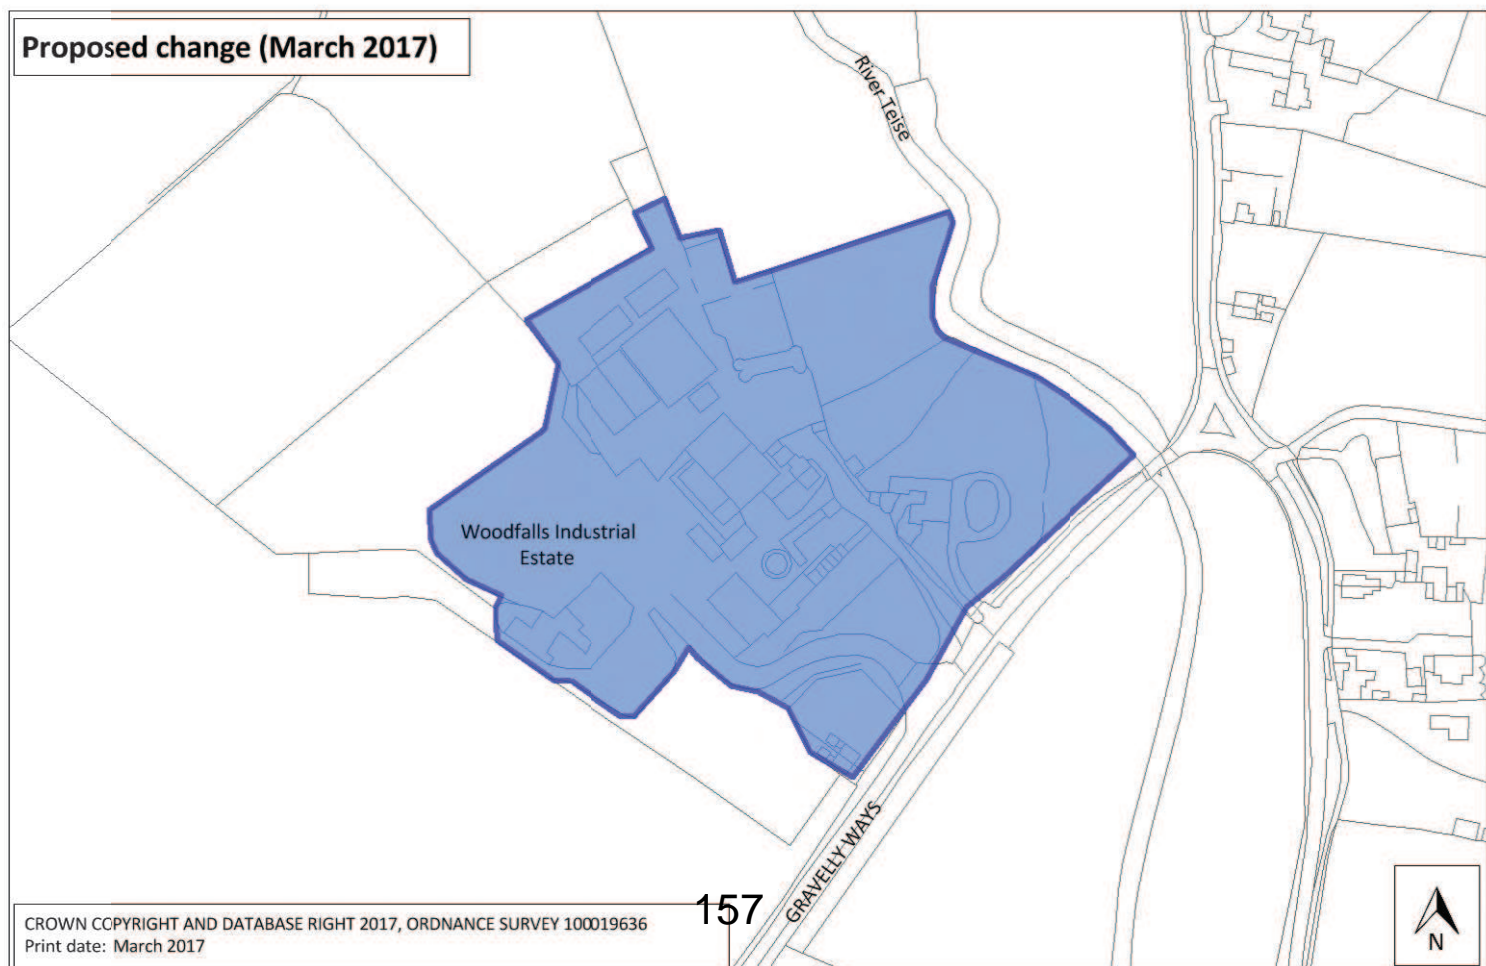 Proposed change (March 2017)
River Teise
Woodfalls Industrial
Estate
GRAVELLY WAYS
157
CROWN COPYRIGHT AND DATABASE RIGHT 2017, ORDNANCE SURVEY 100019636
Print date: March 2017
N